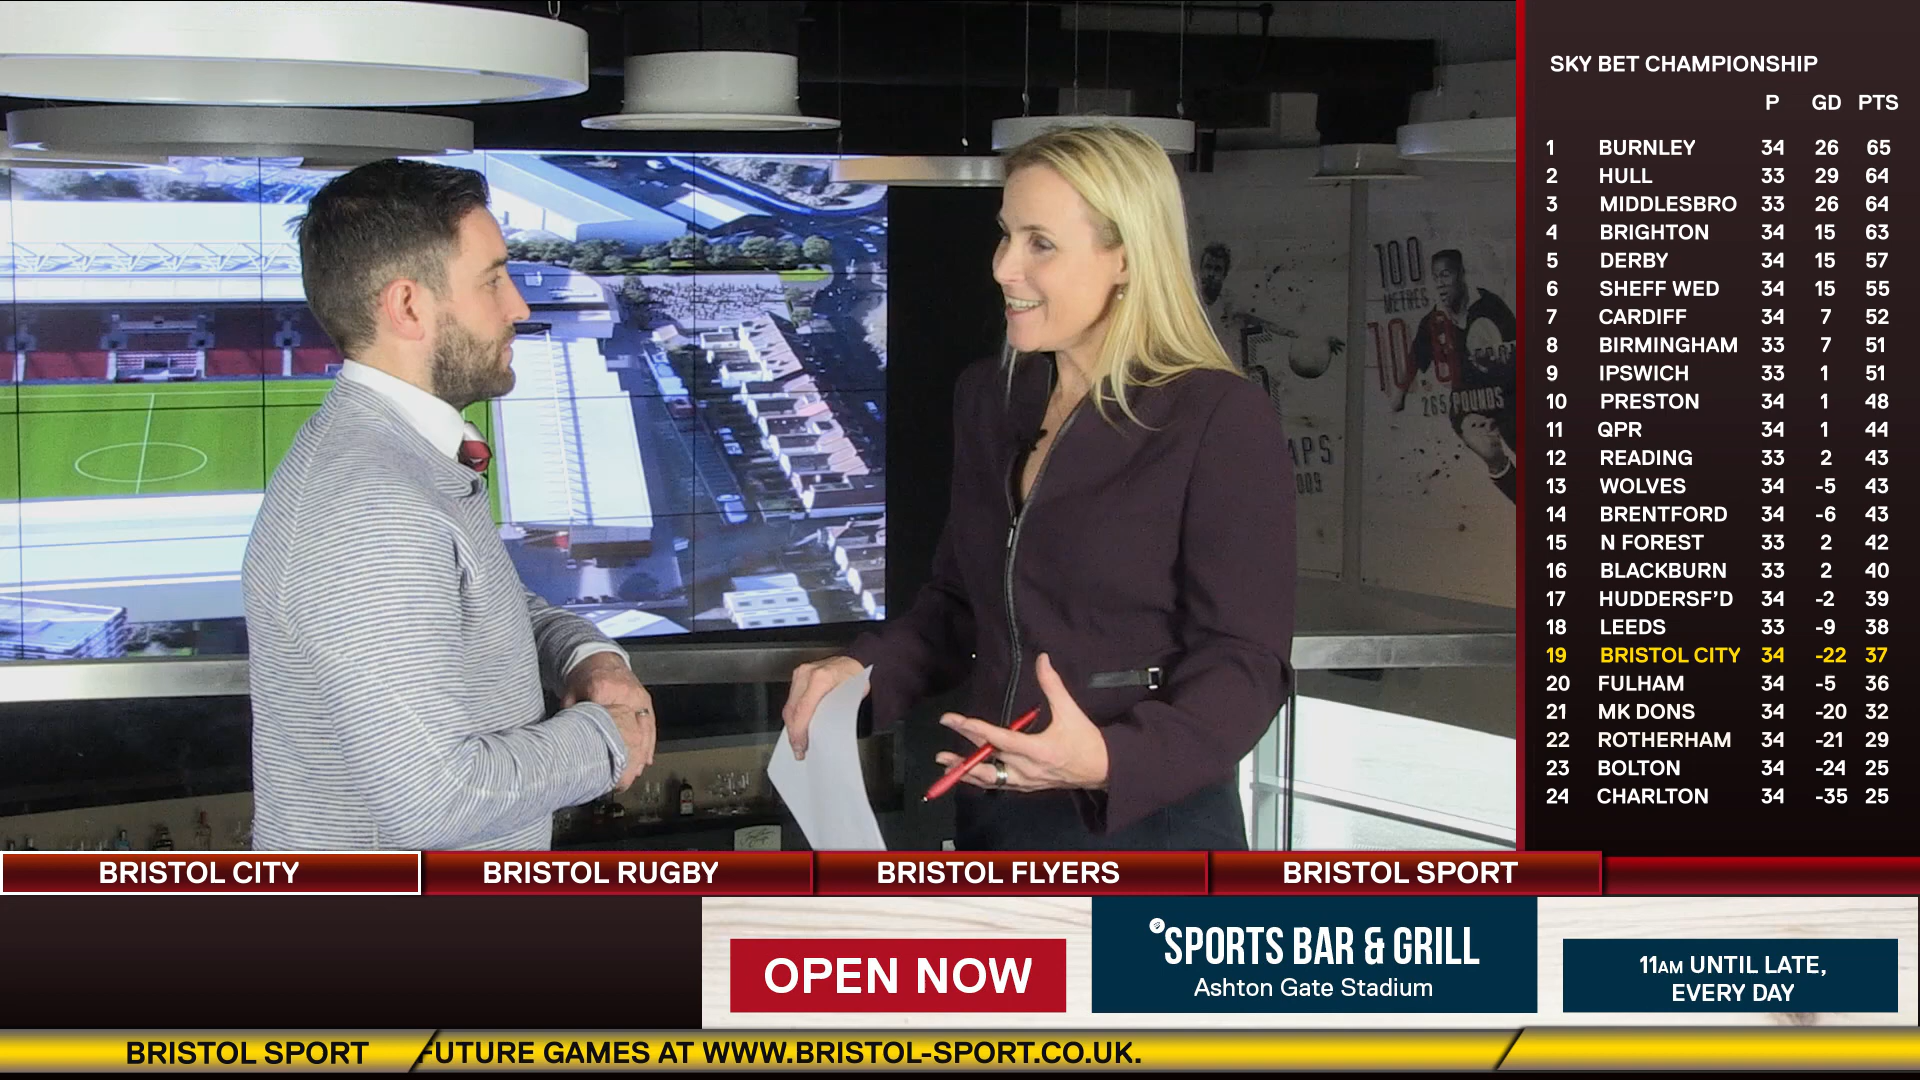 SKY BET CHAMPIONSHIP
P GD PTS
1 BURNLEY 34 26 65
2 HULL 33 29 64
3 MIDDLESBRO 33 26 64
4 BRIGHTON 34 15 63
5 DERBY 34 15 57
6 SHEFF WED 34 15 55
7 CARDIFF 34 7 52
8 BIRMINGHAM 33 7 51
9 IPSWICH 33 1 51
10 PRESTON 34 1 48
11 QPR 34 1 44
12 READING 33 2 43
13 WOLVES 34 -5 43
14 BRENTFORD 34 -6 43
15 N FOREST 33 2 42
16 BLACKBURN 33 2 40
17 HUDDERSF'D 34 -2 39
18 LEEDS 33 -9 38
19 BRISTOL CITY 34 -22 37
20 FULHAM 34 -5 36
21 MK DONS 34 -20 32
22 ROTHERHAM 34 -21 29
23 BOLTON 34 -24 25
24 CHARLTON 34 -35 25
100
METRES
10
265 POUNDS
APS
009
BRISTOL CITY
BRISTOL RUGBY
BRISTOL FLYERS
BRISTOL SPORT
OPEN NOW
SPORTS BAR & GRILL
Ashton Gate Stadium
11AM UNTIL LATE,
EVERY DAY
BRISTOL SPORT
FUTURE GAMES AT WWW.BRISTOL-SPORT.CO.UK.